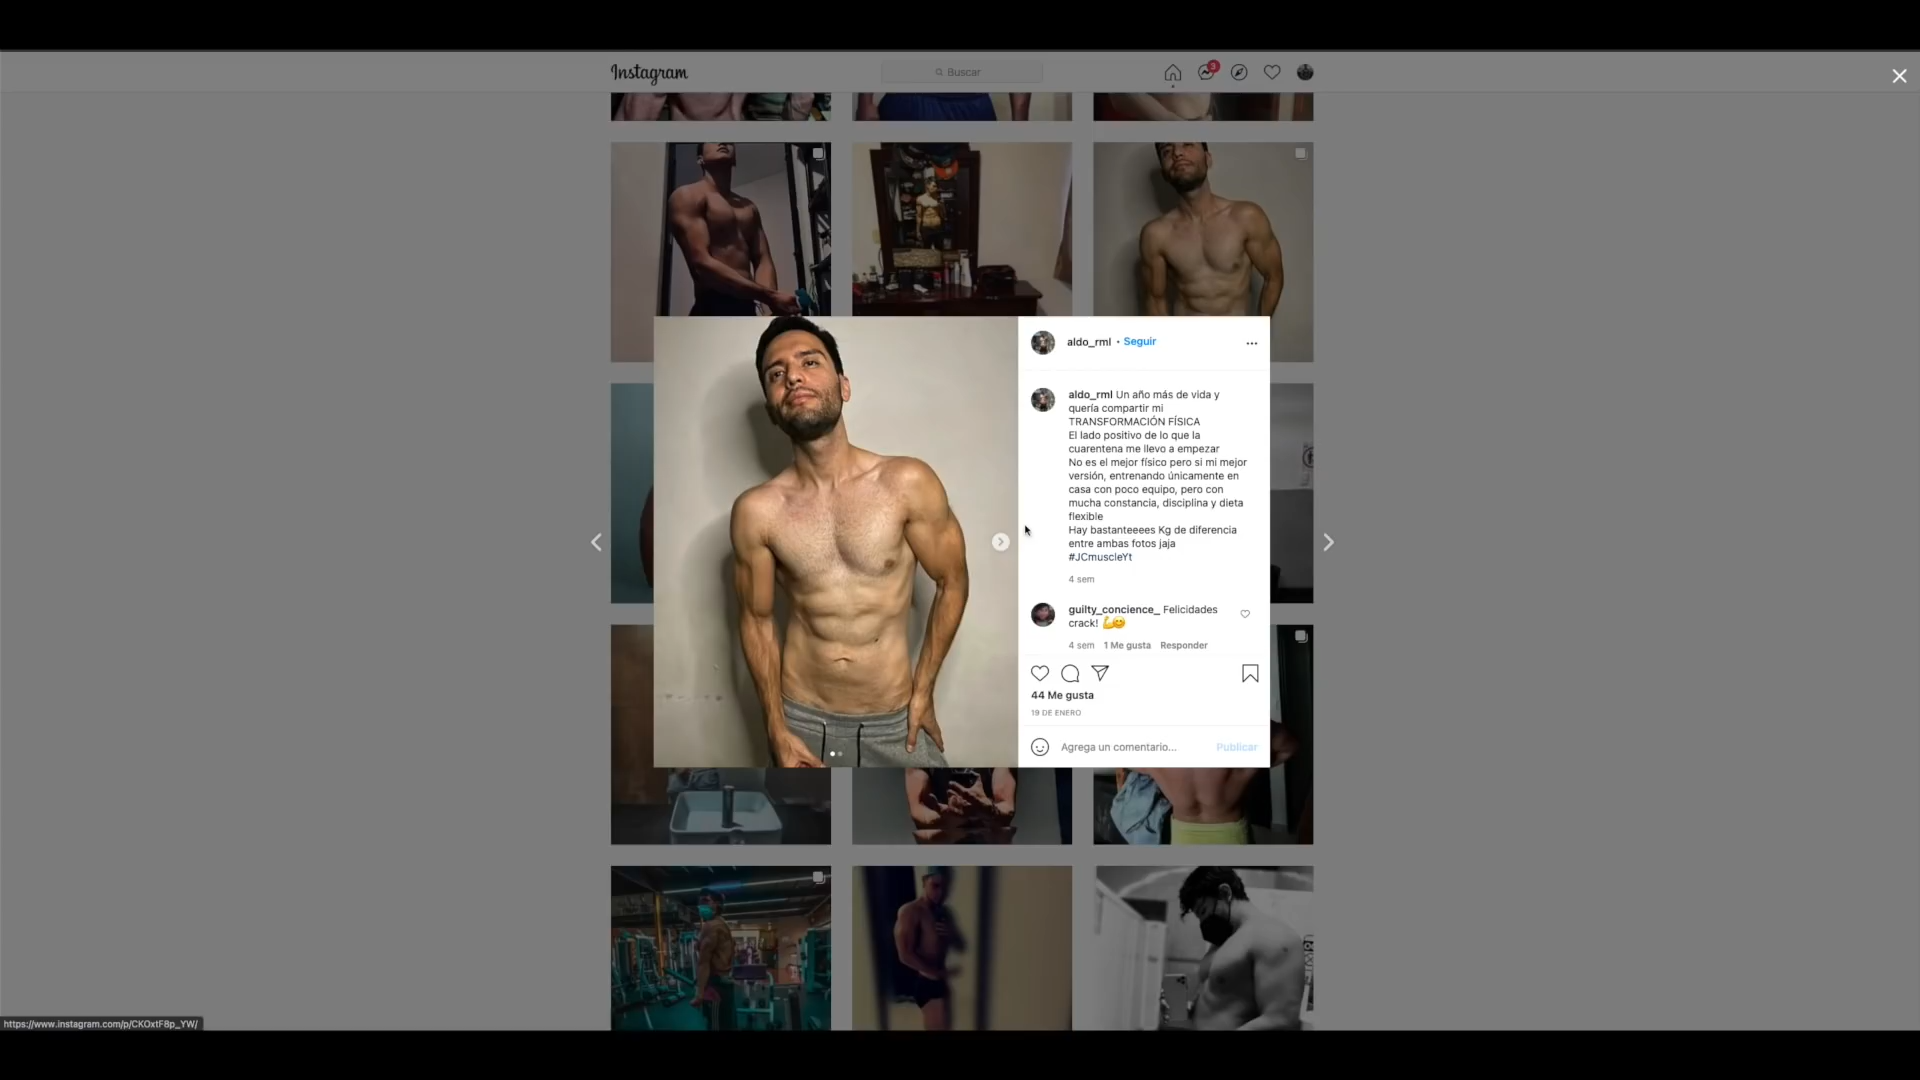 Instagram
Buscar
3
aldo_rml • Seguir
aldo_rml Un año más de vida y
quería compartir mi
TRANSFORMACIÓN FÍSICA
El lado positivo de lo que la
cuarentena me llevo a empezar
No es el mejor físico pero si mi mejor
versión, entrenando únicamente en
casa con poco equipo, pero con
mucha constancia, disciplina y dieta
flexible
Hay bastanteeees Kg de diferencia
entre ambas fotos jaja
#JCmuscleYt
4 sem
guilty_concience_ Felicidades
crack! 💪😊
4 sem 1 Me gusta Responder
44 Me gusta
19 DE ENERO
Agrega un comentario... Publicar
https://www.instagram.com/p/CKOxtF8p_YW/